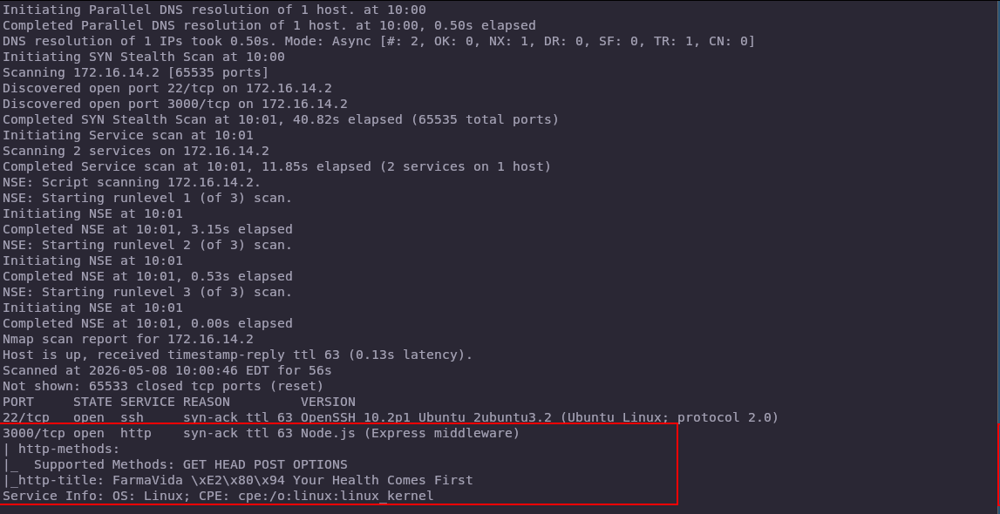 Initiating Parallel DNS resolution of 1 host. at 10:00
Completed Parallel DNS resolution of 1 host. at 10:00, 0.50s elapsed
DNS resolution of 1 IPs took 0.50s. Mode: Async [#: 2, OK: 0, NX: 1, DR: 0, SF: 0, TR: 1, CN: 0]
Initiating SYN Stealth Scan at 10:00
Scanning 172.16.14.2 [65535 ports]
Discovered open port 22/tcp on 172.16.14.2
Discovered open port 3000/tcp on 172.16.14.2
Completed SYN Stealth Scan at 10:01, 40.82s elapsed (65535 total ports)
Initiating Service scan at 10:01
Scanning 2 services on 172.16.14.2
Completed Service scan at 10:01, 11.85s elapsed (2 services on 1 host)
NSE: Script scanning 172.16.14.2.
NSE: Starting runlevel 1 (of 3) scan.
Initiating NSE at 10:01
Completed NSE at 10:01, 3.15s elapsed
NSE: Starting runlevel 2 (of 3) scan.
Initiating NSE at 10:01
Completed NSE at 10:01, 0.53s elapsed
NSE: Starting runlevel 3 (of 3) scan.
Initiating NSE at 10:01
Completed NSE at 10:01, 0.00s elapsed
Nmap scan report for 172.16.14.2
Host is up, received timestamp-reply ttl 63 (0.13s latency).
Scanned at 2026-05-08 10:00:46 EDT for 56s
Not shown: 65533 closed tcp ports (reset)
PORT     STATE SERVICE REASON         VERSION
22/tcp   open  ssh     syn-ack ttl 63 OpenSSH 10.2p1 Ubuntu 2ubuntu3.2 (Ubuntu Linux; protocol 2.0)
3000/tcp open  http    syn-ack ttl 63 Node.js (Express middleware)
| http-methods:
|_  Supported Methods: GET HEAD POST OPTIONS
|_http-title: FarmaVida \xE2\x80\x94 Your Health Comes First
Service Info: OS: Linux; CPE: cpe:/o:linux:linux_kernel